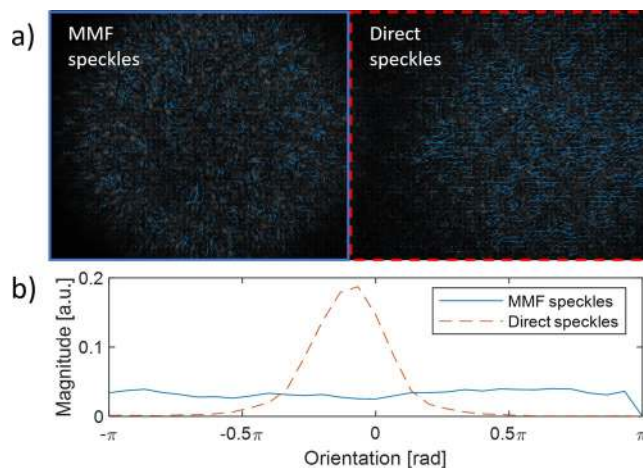 a)
MMF
speckles
Direct
speckles
b)
Magnitude [a.u.]
0.2
0.1
0
MMF speckles
Direct speckles
-π
-0.5π
0
0.5π
π
Orientation [rad]